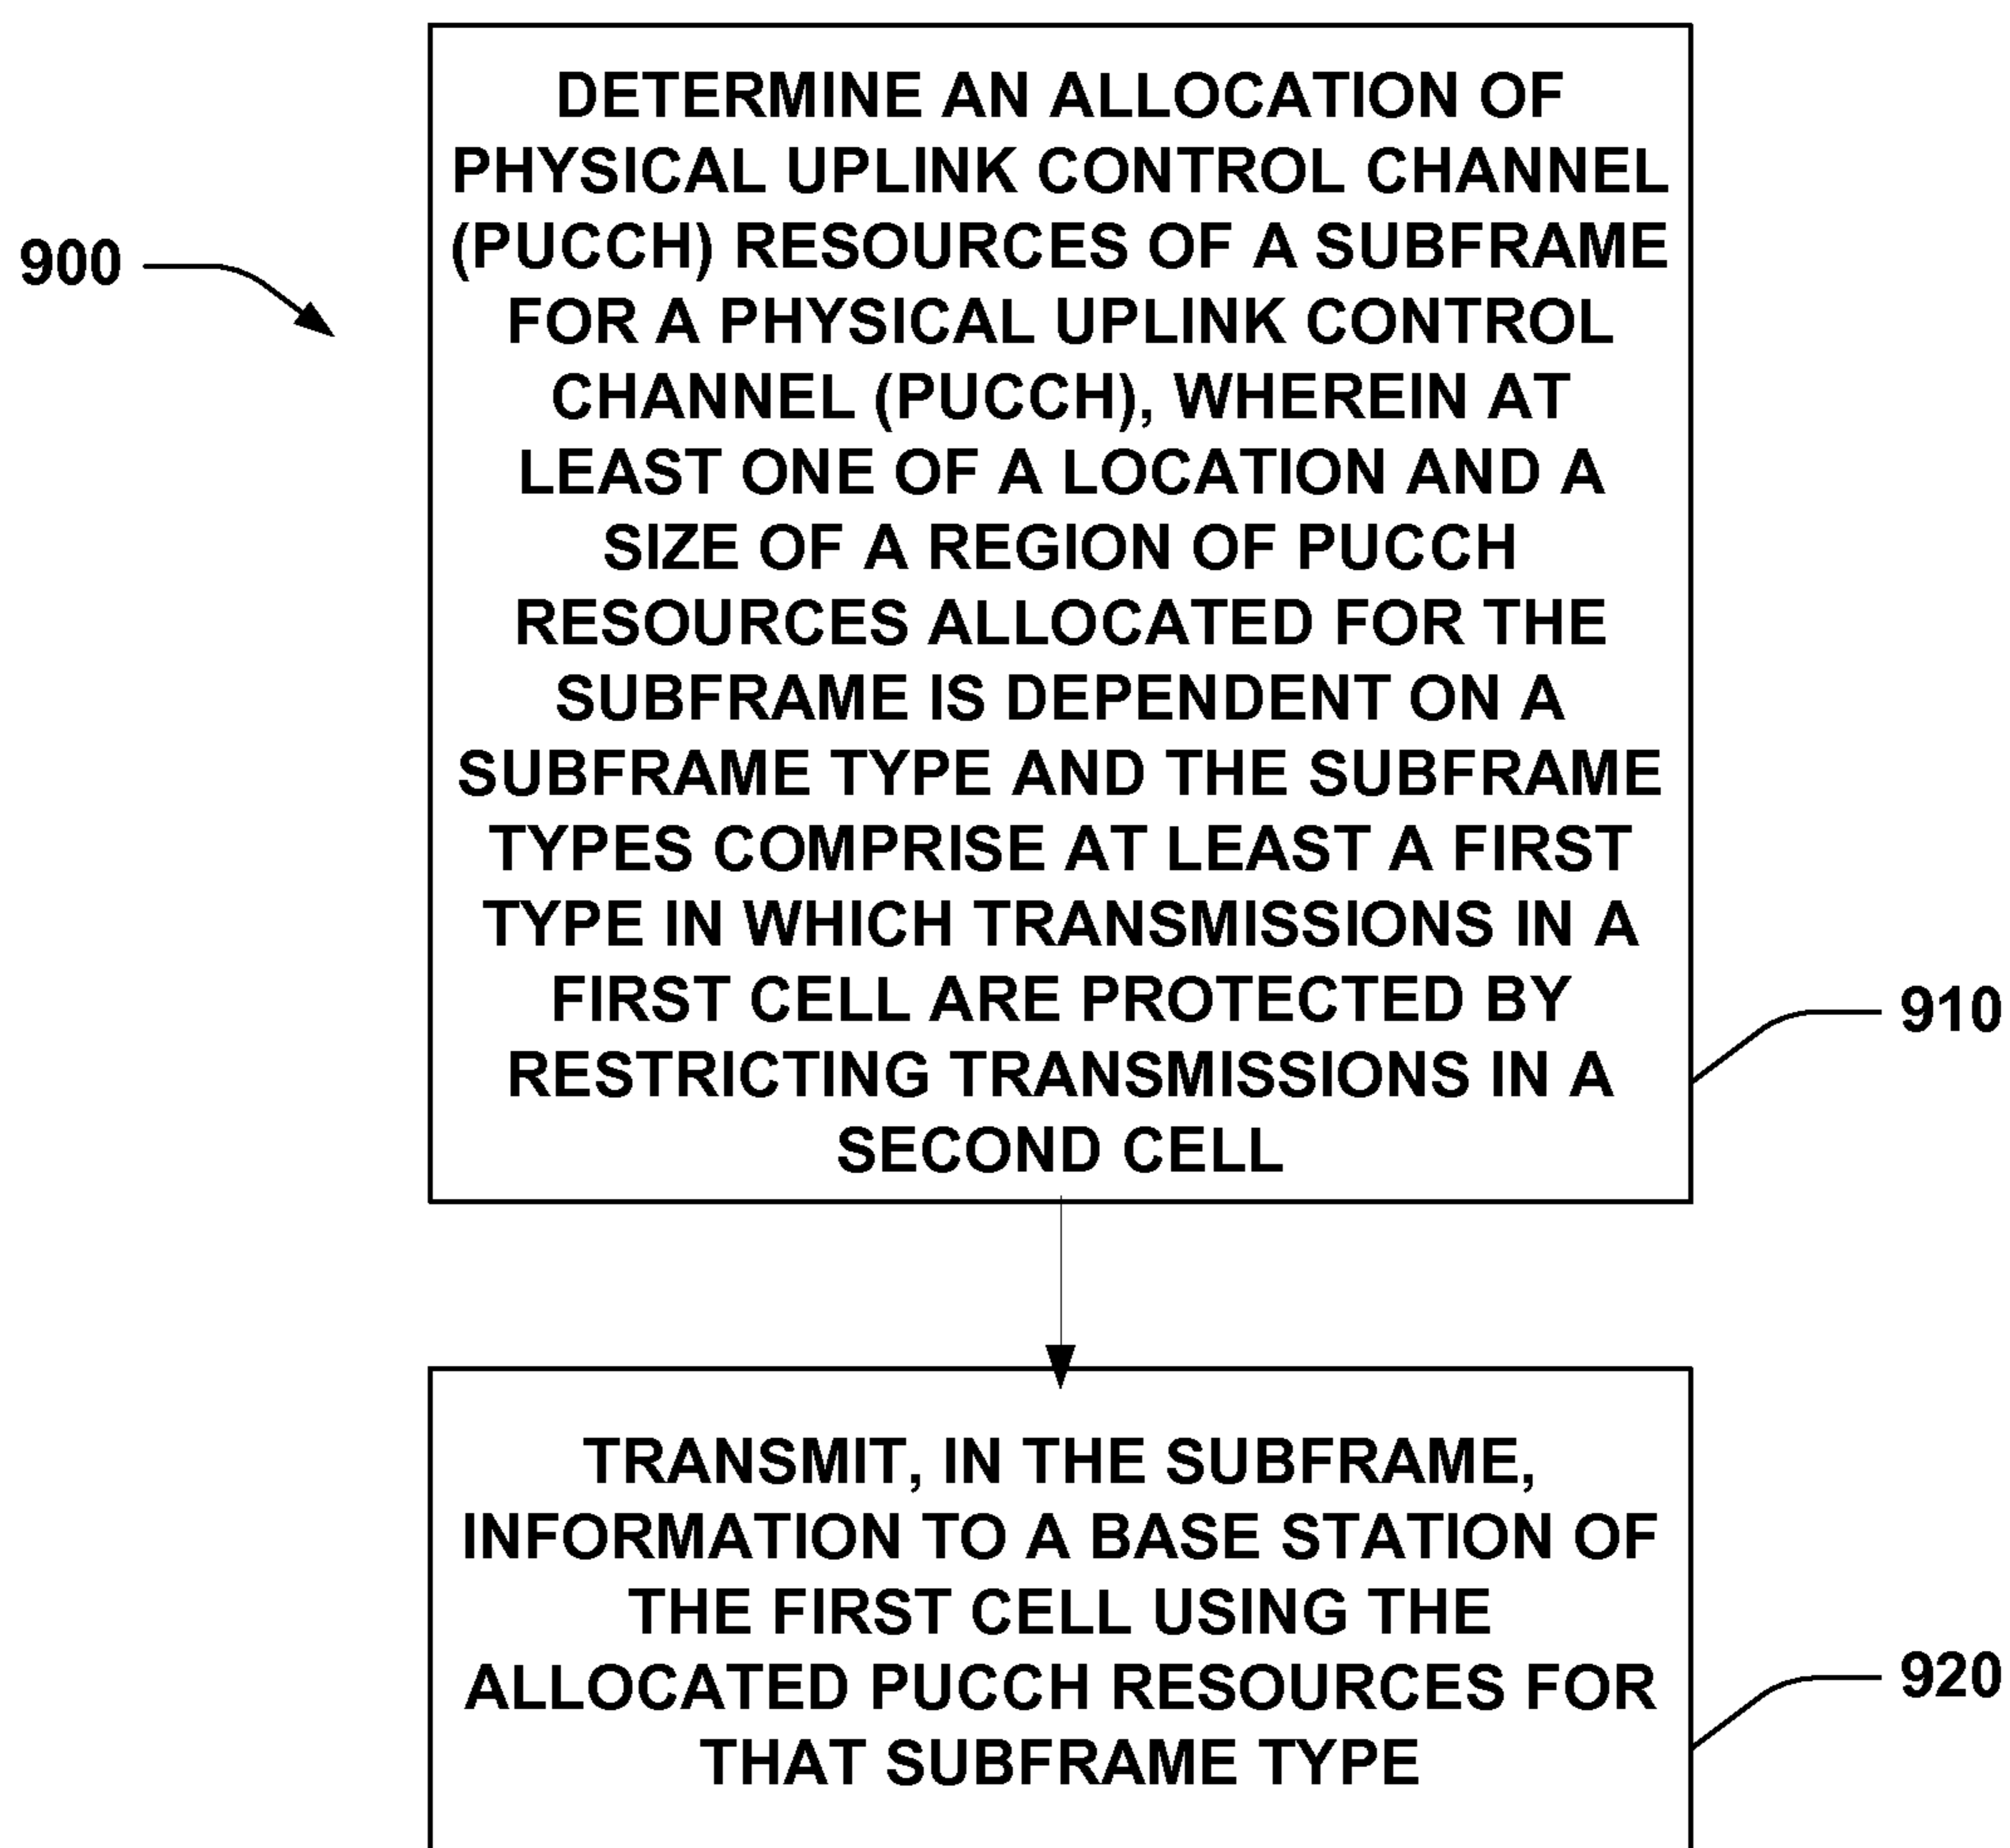 900
DETERMINE AN ALLOCATION OF
PHYSICAL UPLINK CONTROL CHANNEL
(PUCCH) RESOURCES OF A SUBFRAME
FOR A PHYSICAL UPLINK CONTROL
CHANNEL (PUCCH), WHEREIN AT
LEAST ONE OF A LOCATION AND A
SIZE OF A REGION OF PUCCH
RESOURCES ALLOCATED FOR THE
SUBFRAME IS DEPENDENT ON A
SUBFRAME TYPE AND THE SUBFRAME
TYPES COMPRISE AT LEAST A FIRST
TYPE IN WHICH TRANSMISSIONS IN A
FIRST CELL ARE PROTECTED BY
RESTRICTING TRANSMISSIONS IN A
SECOND CELL
910
TRANSMIT, IN THE SUBFRAME,
INFORMATION TO A BASE STATION OF
THE FIRST CELL USING THE
ALLOCATED PUCCH RESOURCES FOR
THAT SUBFRAME TYPE
920